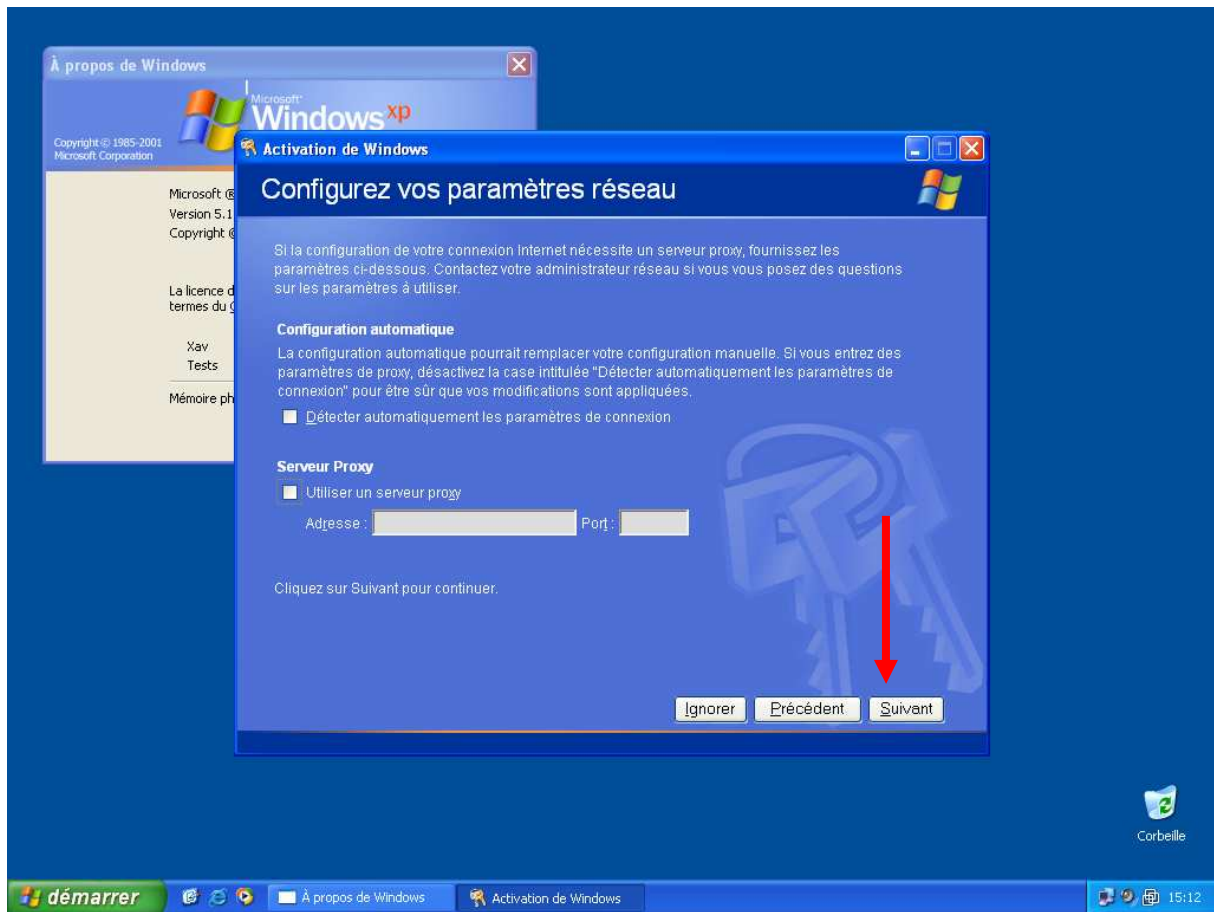 À propos de Windows
Microsoft®
Windows xp
Copyright © 1985-2001
Microsoft Corporation
Microsoft ®
Version 5.1
Copyright ©
La licence d
termes du
Xav
Tests
Mémoire ph
Activation de Windows
Configurez vos paramètres réseau
Si la configuration de votre connexion Internet nécessite un serveur proxy, fournissez les
paramètres ci-dessous. Contactez votre administrateur réseau si vous vous posez des questions
sur les paramètres à utiliser.
Configuration automatique
La configuration automatique pourrait remplacer votre configuration manuelle. Si vous entrez des
paramètres de proxy, désactivez la case intitulée "Détecter automatiquement les paramètres de
connexion" pour être sûr que vos modifications sont appliquées.
Détecter automatiquement les paramètres de connexion
Serveur Proxy
Utiliser un serveur proxy
Adresse : Port :
Cliquez sur Suivant pour continuer.
Ignorer Précédent Suivant
Corbeille
démarrer À propos de Windows Activation de Windows 15:12